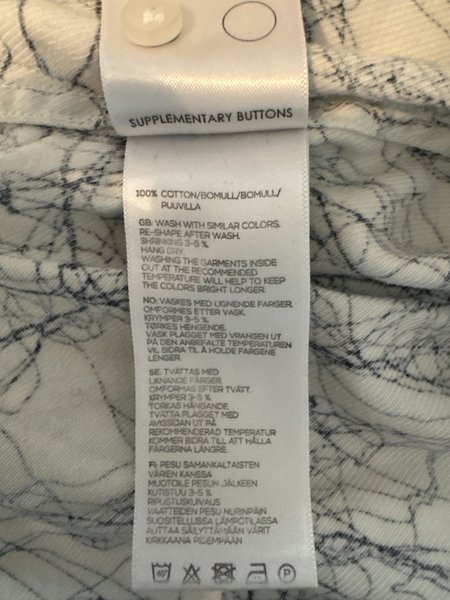 SUPPLEMENTARY BUTTONS
100% COTTON/BOMULL/BOMULL/
PUUVILLA
GB: WASH WITH SIMILAR COLORS.
RE-SHAPE AFTER WASH.
SHRINKING 3-5 %.
HANG DRY
WASHING THE GARMENTS INSIDE
OUT AT THE RECOMMENDED
TEMPERATURE WILL HELP TO KEEP
THE COLORS BRIGHT LONGER
NO: VASKES MED LIGNENDE FARGER.
OMFORMES ETTER VASK.
KRYMPER 3-5 %.
TØRKES HENGENDE.
VASK PLAGGET MED VRANGEN UT
PÅ DEN ANBEFALTE TEMPERATUREN
VIL BIDRA TIL Å HOLDE FARGENE
LENGER.
SE: TVÄTTAS MED
LIKNANDE FÄRGER.
OMFORMAS EFTER TVÄTT.
KRYMPER 3-5 %.
TORKAS HÄNGANDE.
TVÄTTA PLAGGET MED
AVIGSIDAN UT PÅ
REKOMMENDERAD TEMPERATUR
KOMMER BIDRA TILL ATT HÅLLA
FÄRGERNA LÄNGRE.
FI: PESU SAMANKALTAISTEN
VÄRIEN KANSSA
MUOTOILE PESUN JÄLKEEN
KUTISTUU 3-5 %
RIPUSTUSKUIVAUS
VAATTEIDEN PESU NURINPÄIN
SUOSITELLUSSA LÄMPÖTILASSA
AUTTAA SÄILYTTÄMÄÄN VÄRIT
KIRKKAANA PIDEMPÄÄN
40° P